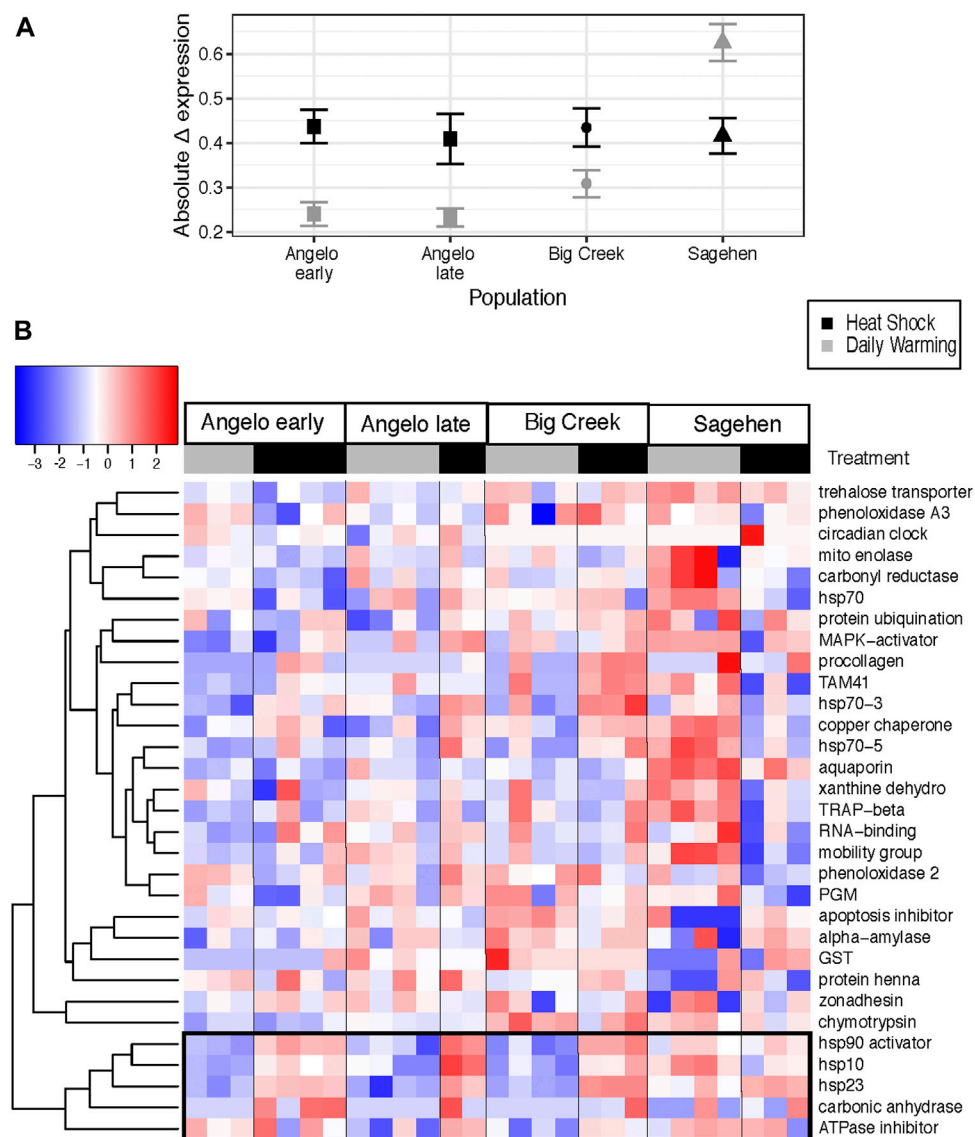 A
Absolute Δ expression
0.6
0.5
0.4
0.3
0.2
Angelo
early
Angelo
late
Big Creek
Sagehen
Population
B
Heat Shock
Daily Warming
-3 -2 -1 0 1 2
Angelo early
Angelo late
Big Creek
Sagehen
Treatment
trehalose transporter
phenoloxidase A3
circadian clock
mito enolase
carbonyl reductase
hsp70
protein ubiquination
MAPK-activator
procollagen
TAM41
hsp70-3
copper chaperone
hsp70-5
aquaporin
xanthine dehydro
TRAP-beta
RNA-binding
mobility group
phenoloxidase 2
PGM
apoptosis inhibitor
alpha-amylase
GST
protein henna
zonadhesin
chymotrypsin
hsp90 activator
hsp10
hsp23
carbonic anhydrase
ATPase inhibitor